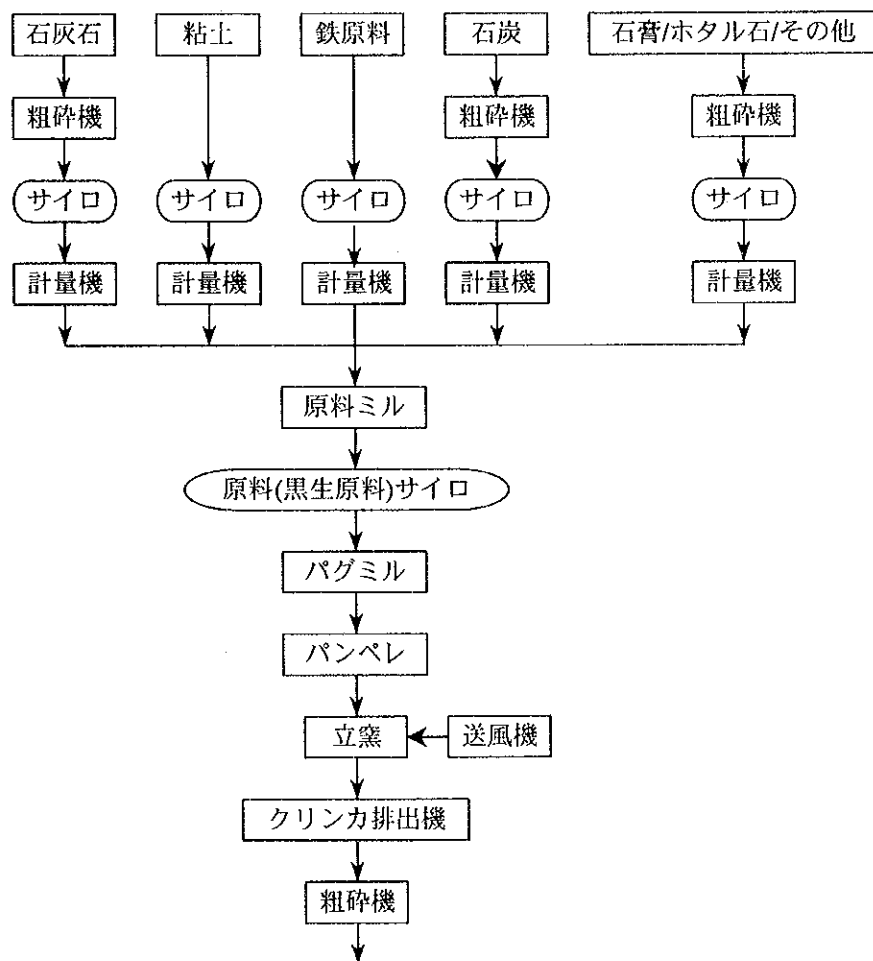 石灰石
粘土
鉄原料
石炭
石膏/ホタル石/その他
粗砕機
粗砕機
粗砕機
サイロ
サイロ
サイロ
サイロ
サイロ
計量機
計量機
計量機
計量機
計量機
原料ミル
原料(黒生原料)サイロ
パグミル
パンペレ
立窯
送風機
クリンカ排出機
粗砕機